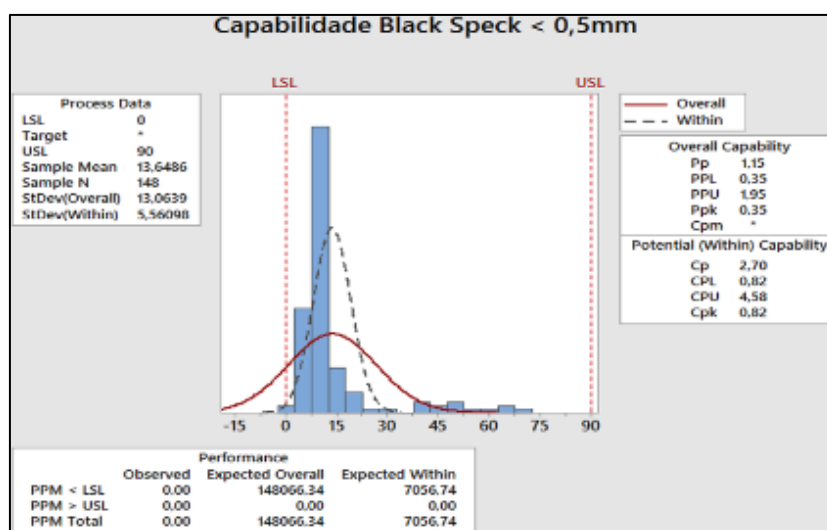 Capabilidade Black Speck < 0,5mm
LSL USL
Process Data
LSL 0
Target *
USL 90
Sample Mean 13,6486
Sample N 148
StDev(Overall) 13,0639
StDev(Within) 5,56098
Overall
Within
Overall Capability
Pp 1,15
PPL 0,35
PPU 1,95
Ppk 0,35
Cpm *
Potential (Within) Capability
Cp 2,70
CPL 0,82
CPU 4,58
Cpk 0,82
-15 0 15 30 45 60 75 90
Performance
Observed Expected Overall Expected Within
PPM < LSL 0.00 148066.34 7056.74
PPM > USL 0.00 0.00 0.00
PPM Total 0.00 148066.34 7056.74